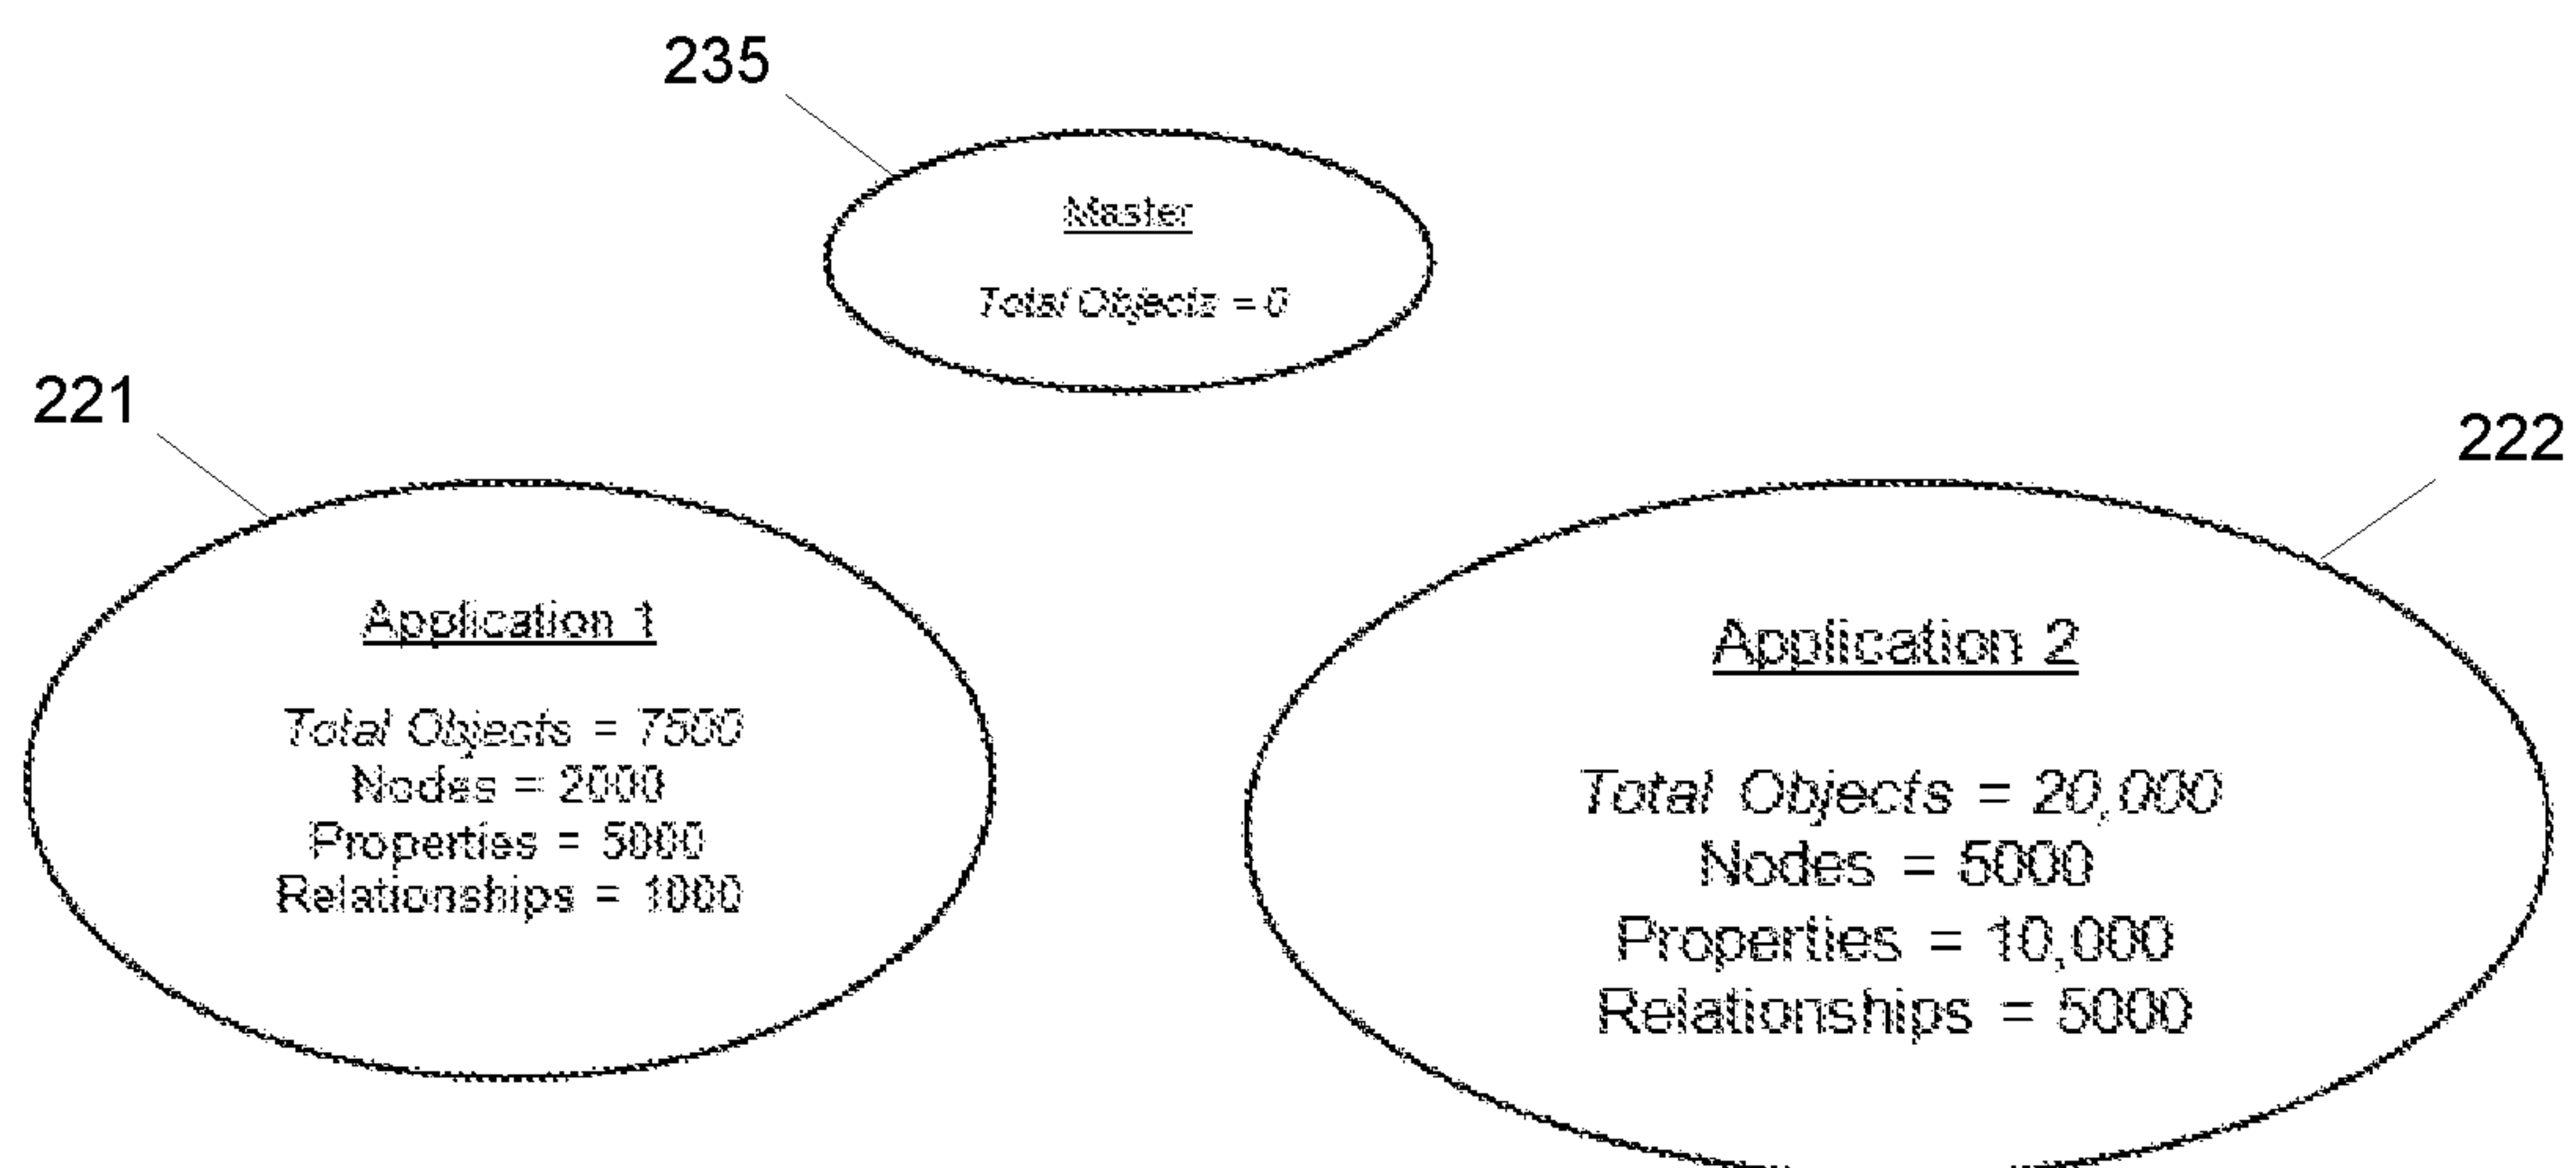 235
Master
Total Objects = 0
221
222
Application 1
Total Objects = 7500
Nodes = 2000
Properties = 5000
Relationships = 1000
Application 2
Total Objects = 20,000
Nodes = 5000
Properties = 10,000
Relationships = 5000